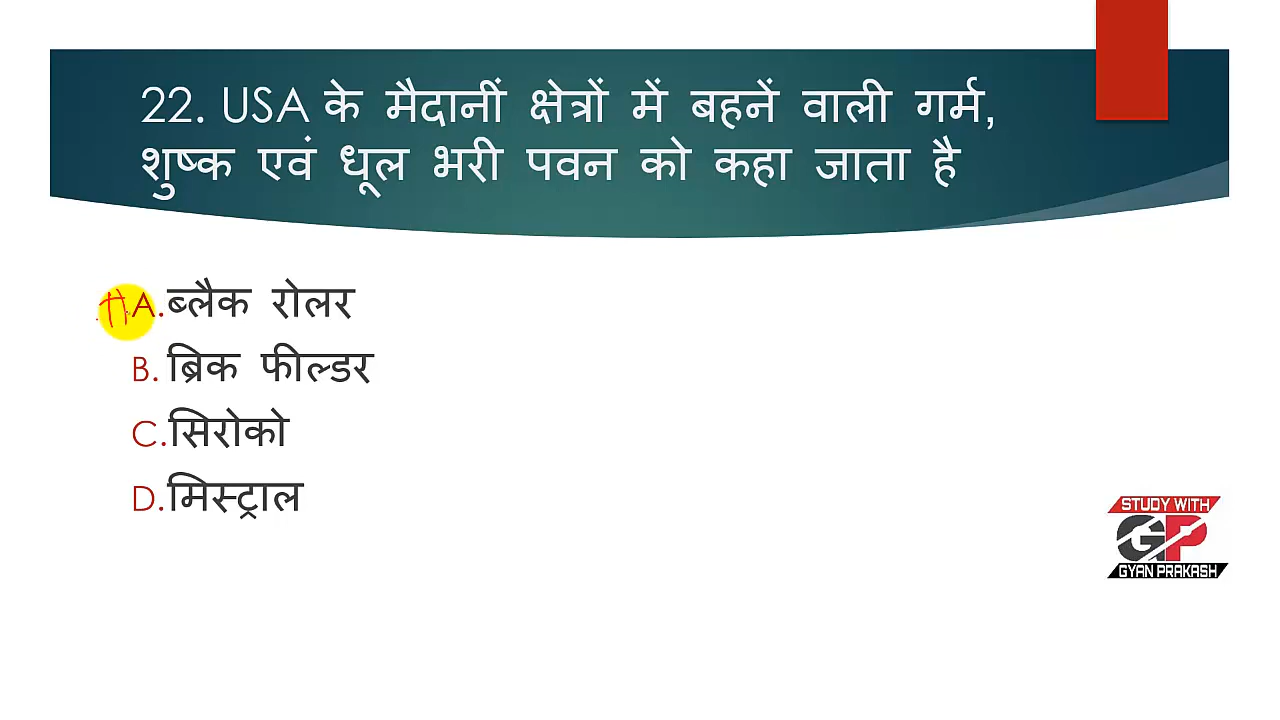 22. USA के मैदानीं क्षेत्रों में बहनें वाली गर्म,
शुष्क एवं धूल भरी पवन को कहा जाता है
A. ब्लैक रोलर
B. ब्रिक फील्डर
C. सिरोको
D. मिस्ट्राल
STUDY WITH
GP
GYAN PRAKASH